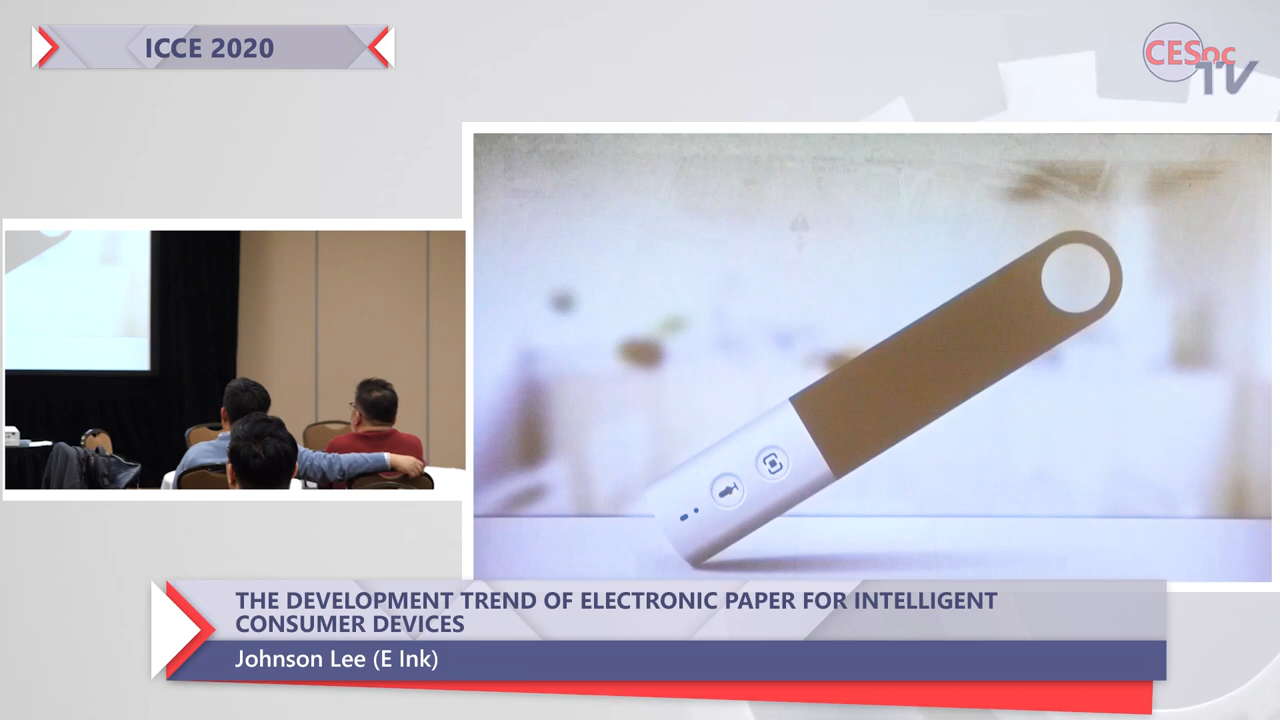 ICCE 2020
CESoc
TV
THE DEVELOPMENT TREND OF ELECTRONIC PAPER FOR INTELLIGENT
CONSUMER DEVICES
Johnson Lee (E Ink)